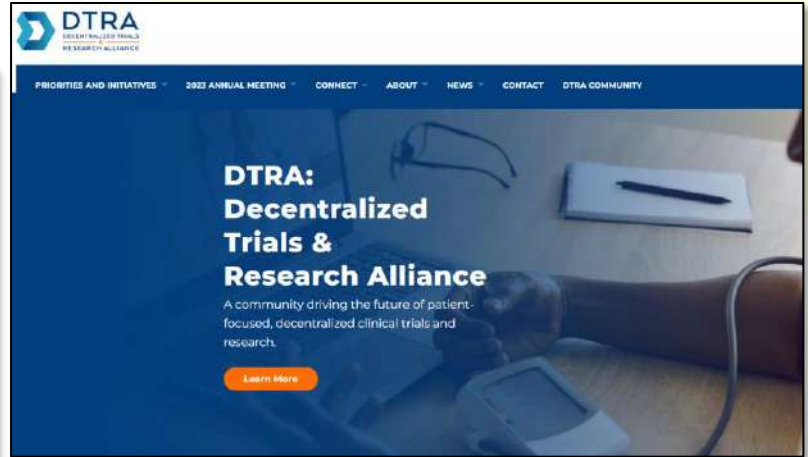 DTRA
DECENTRALIZED TRIALS
&
RESEARCH ALLIANCE
PRIORITIES AND INITIATIVES
2023 ANNUAL MEETING
CONNECT
ABOUT
NEWS
CONTACT
DTRA COMMUNITY
DTRA:
Decentralized
Trials &
Research Alliance
A community driving the future of patient-
focused, decentralized clinical trials and
research.
Learn More